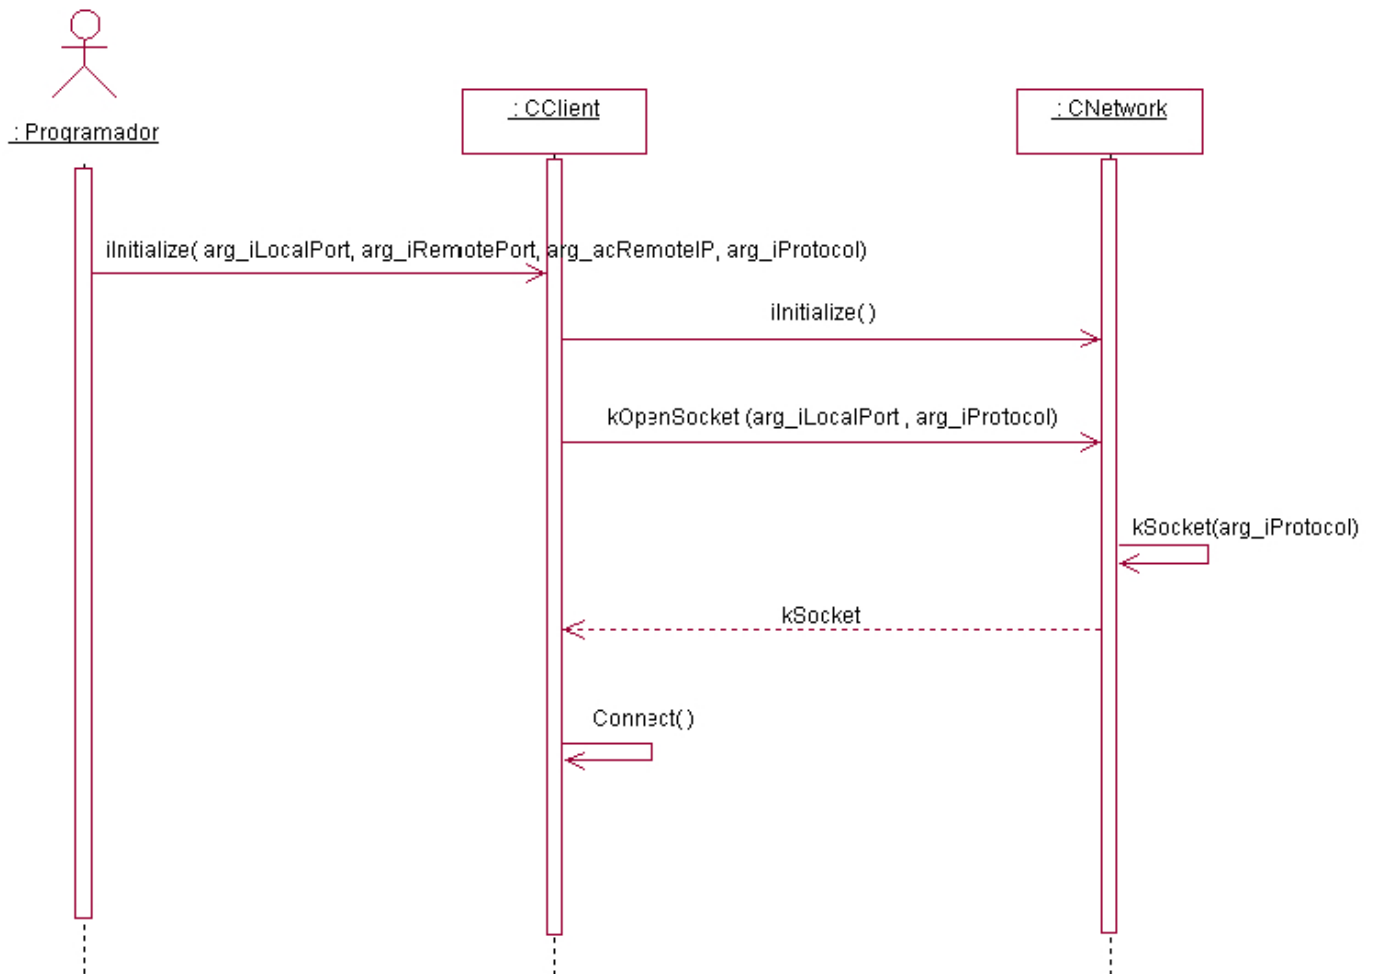 : Programador
: CClient
: CNetwork
iInitialize( arg_iLocalPort, arg_iRemotePort, arg_acRemoteIP, arg_iProtocol)
iInitialize( )
kOpenSocket (arg_iLocalPort , arg_iProtocol)
kSocket(arg_iProtocol)
kSocket
Connect( )